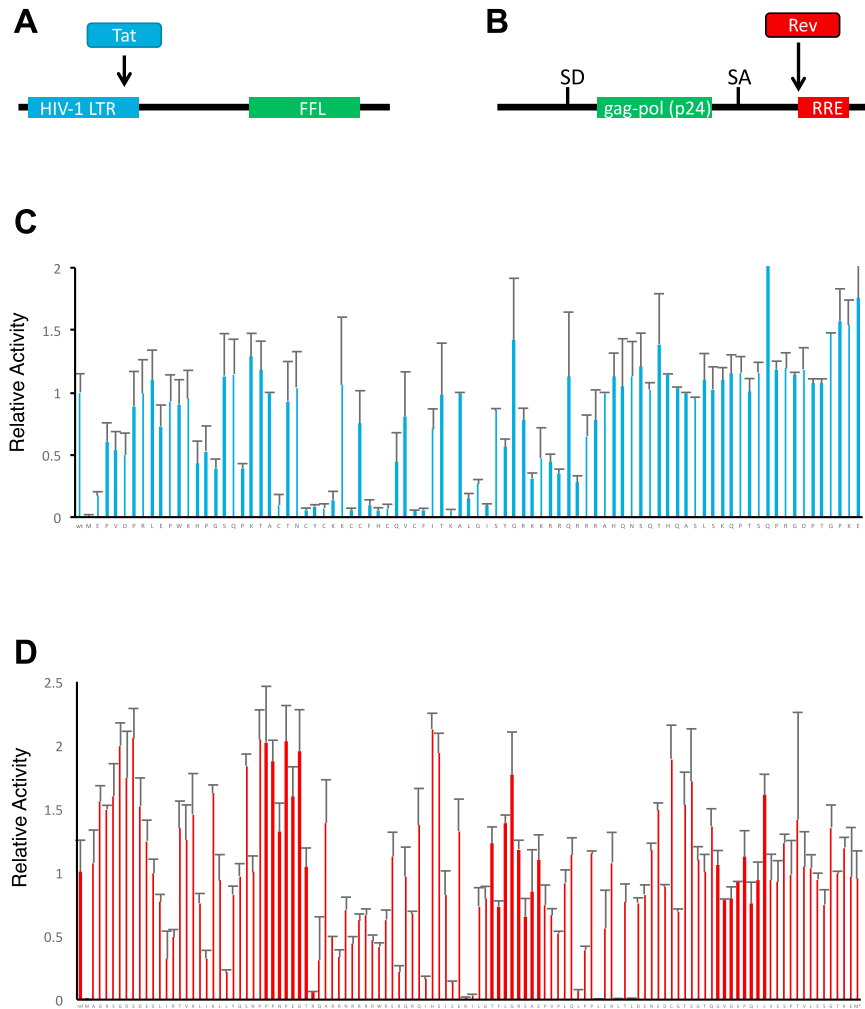 A
B
Tat
Rev
SD
SA
HIV-1 LTR
FFL
gag-pol (p24)
RRE
C
Relative Activity
2
1.5
1
0.5
0
wt M E P V D P R L E P W K H P G S Q P K T A C T N C Y C K K C C F H C Q V C F I T K A L G I S Y G R K K R R Q R R R A H Q N S Q T H Q A S L S K Q P T S Q P R G D P T G P K E
D
Relative Activity
2.5
2
1.5
1
0.5
0